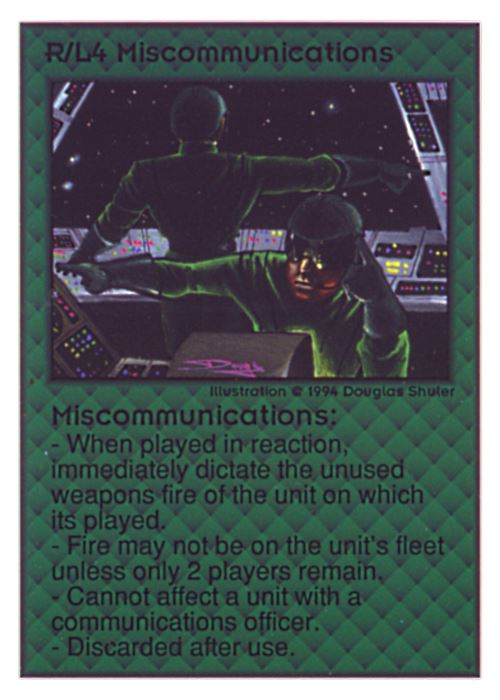 R/L4 Miscommunications
Illustration © 1994 Douglas Shuler
Miscommunications:
- When played in reaction,
immediately dictate the unused
weapons fire of the unit on which
its played.
- Fire may not be on the unit's fleet
unless only 2 players remain.
- Cannot affect a unit with a
communications officer.
- Discarded after use.